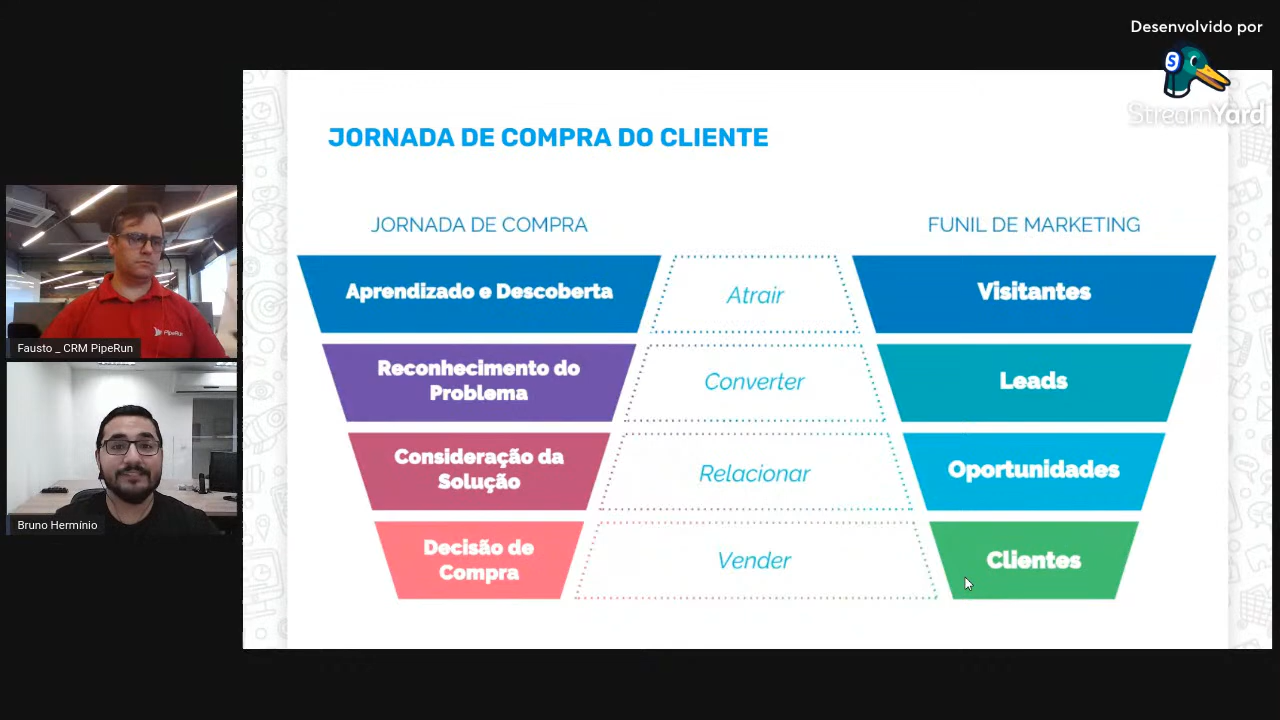 Desenvolvido por
S
StreamYard
JORNADA DE COMPRA DO CLIENTE
JORNADA DE COMPRA
FUNIL DE MARKETING
Aprendizado e Descoberta
Atrair
Visitantes
Reconhecimento do
Problema
Converter
Leads
Consideração da
Solução
Relacionar
Oportunidades
Decisão de
Compra
Vender
Clientes
PipeRun
Fausto _ CRM PipeRun
Bruno Hermínio